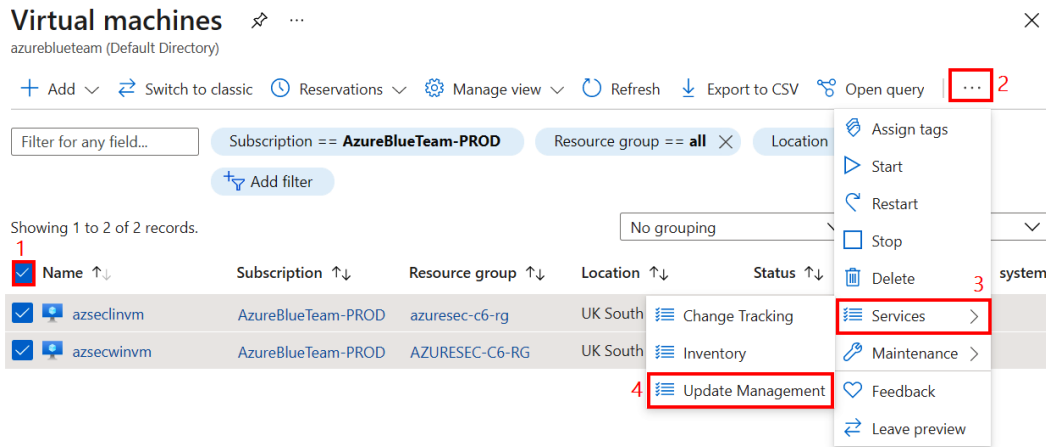 Virtual machines ...
azureblueteam (Default Directory)
Add Switch to classic Reservations Manage view Refresh Export to CSV Open query ... 2
Filter for any field... Subscription == AzureBlueTeam-PROD Resource group == all Location
Add filter
Assign tags
Start
Restart
Stop
Delete
3
Services
Maintenance
Feedback
Leave preview
Showing 1 to 2 of 2 records. No grouping
1
Name Subscription Resource group Location Status system
azseclinvm AzureBlueTeam-PROD azuresec-c6-rg UK South
azsecwinvm AzureBlueTeam-PROD AZURESEC-C6-RG UK South
Change Tracking
Inventory
4 Update Management